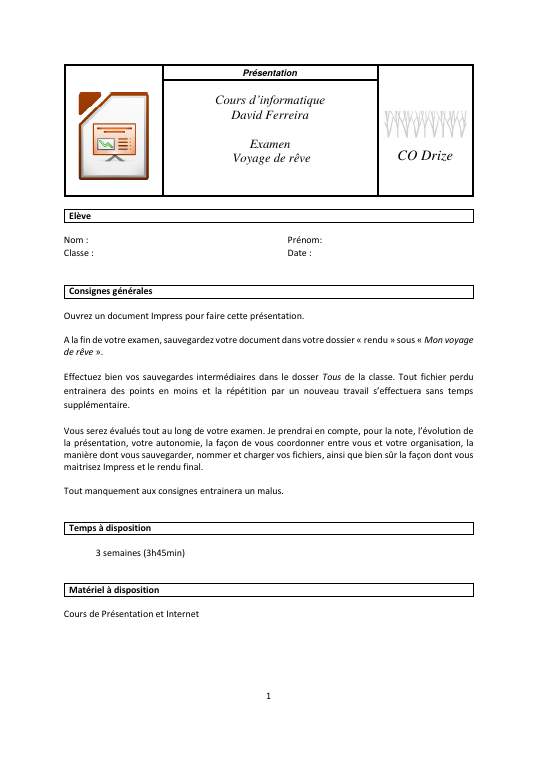 Présentation
Cours d'informatique
David Ferreira
Examen
Voyage de rêve
CO Drize
Elève
Nom :
Prénom:
Classe :
Date :
Consignes générales
Ouvrez un document Impress pour faire cette présentation.
A la fin de votre examen, sauvegardez votre document dans votre dossier « rendu » sous « Mon voyage
de rêve ».
Effectuez bien vos sauvegardes intermédiaires dans le dosser Tous de la classe. Tout fichier perdu
entrainera des points en moins et la répétition par un nouveau travail s'effectuera sans temps
supplémentaire.
Vous serez évalués tout au long de votre examen. Je prendrai en compte, pour la note, l'évolution de
la présentation, votre autonomie, la façon de vous coordonner entre vous et votre organisation, la
manière dont vous sauvegarder, nommer et charger vos fichiers, ainsi que bien sûr la façon dont vous
maitrisez Impress et le rendu final.
Tout manquement aux consignes entrainera un malus.
Temps à disposition
3 semaines (3h45min)
Matériel à disposition
Cours de Présentation et Internet
1